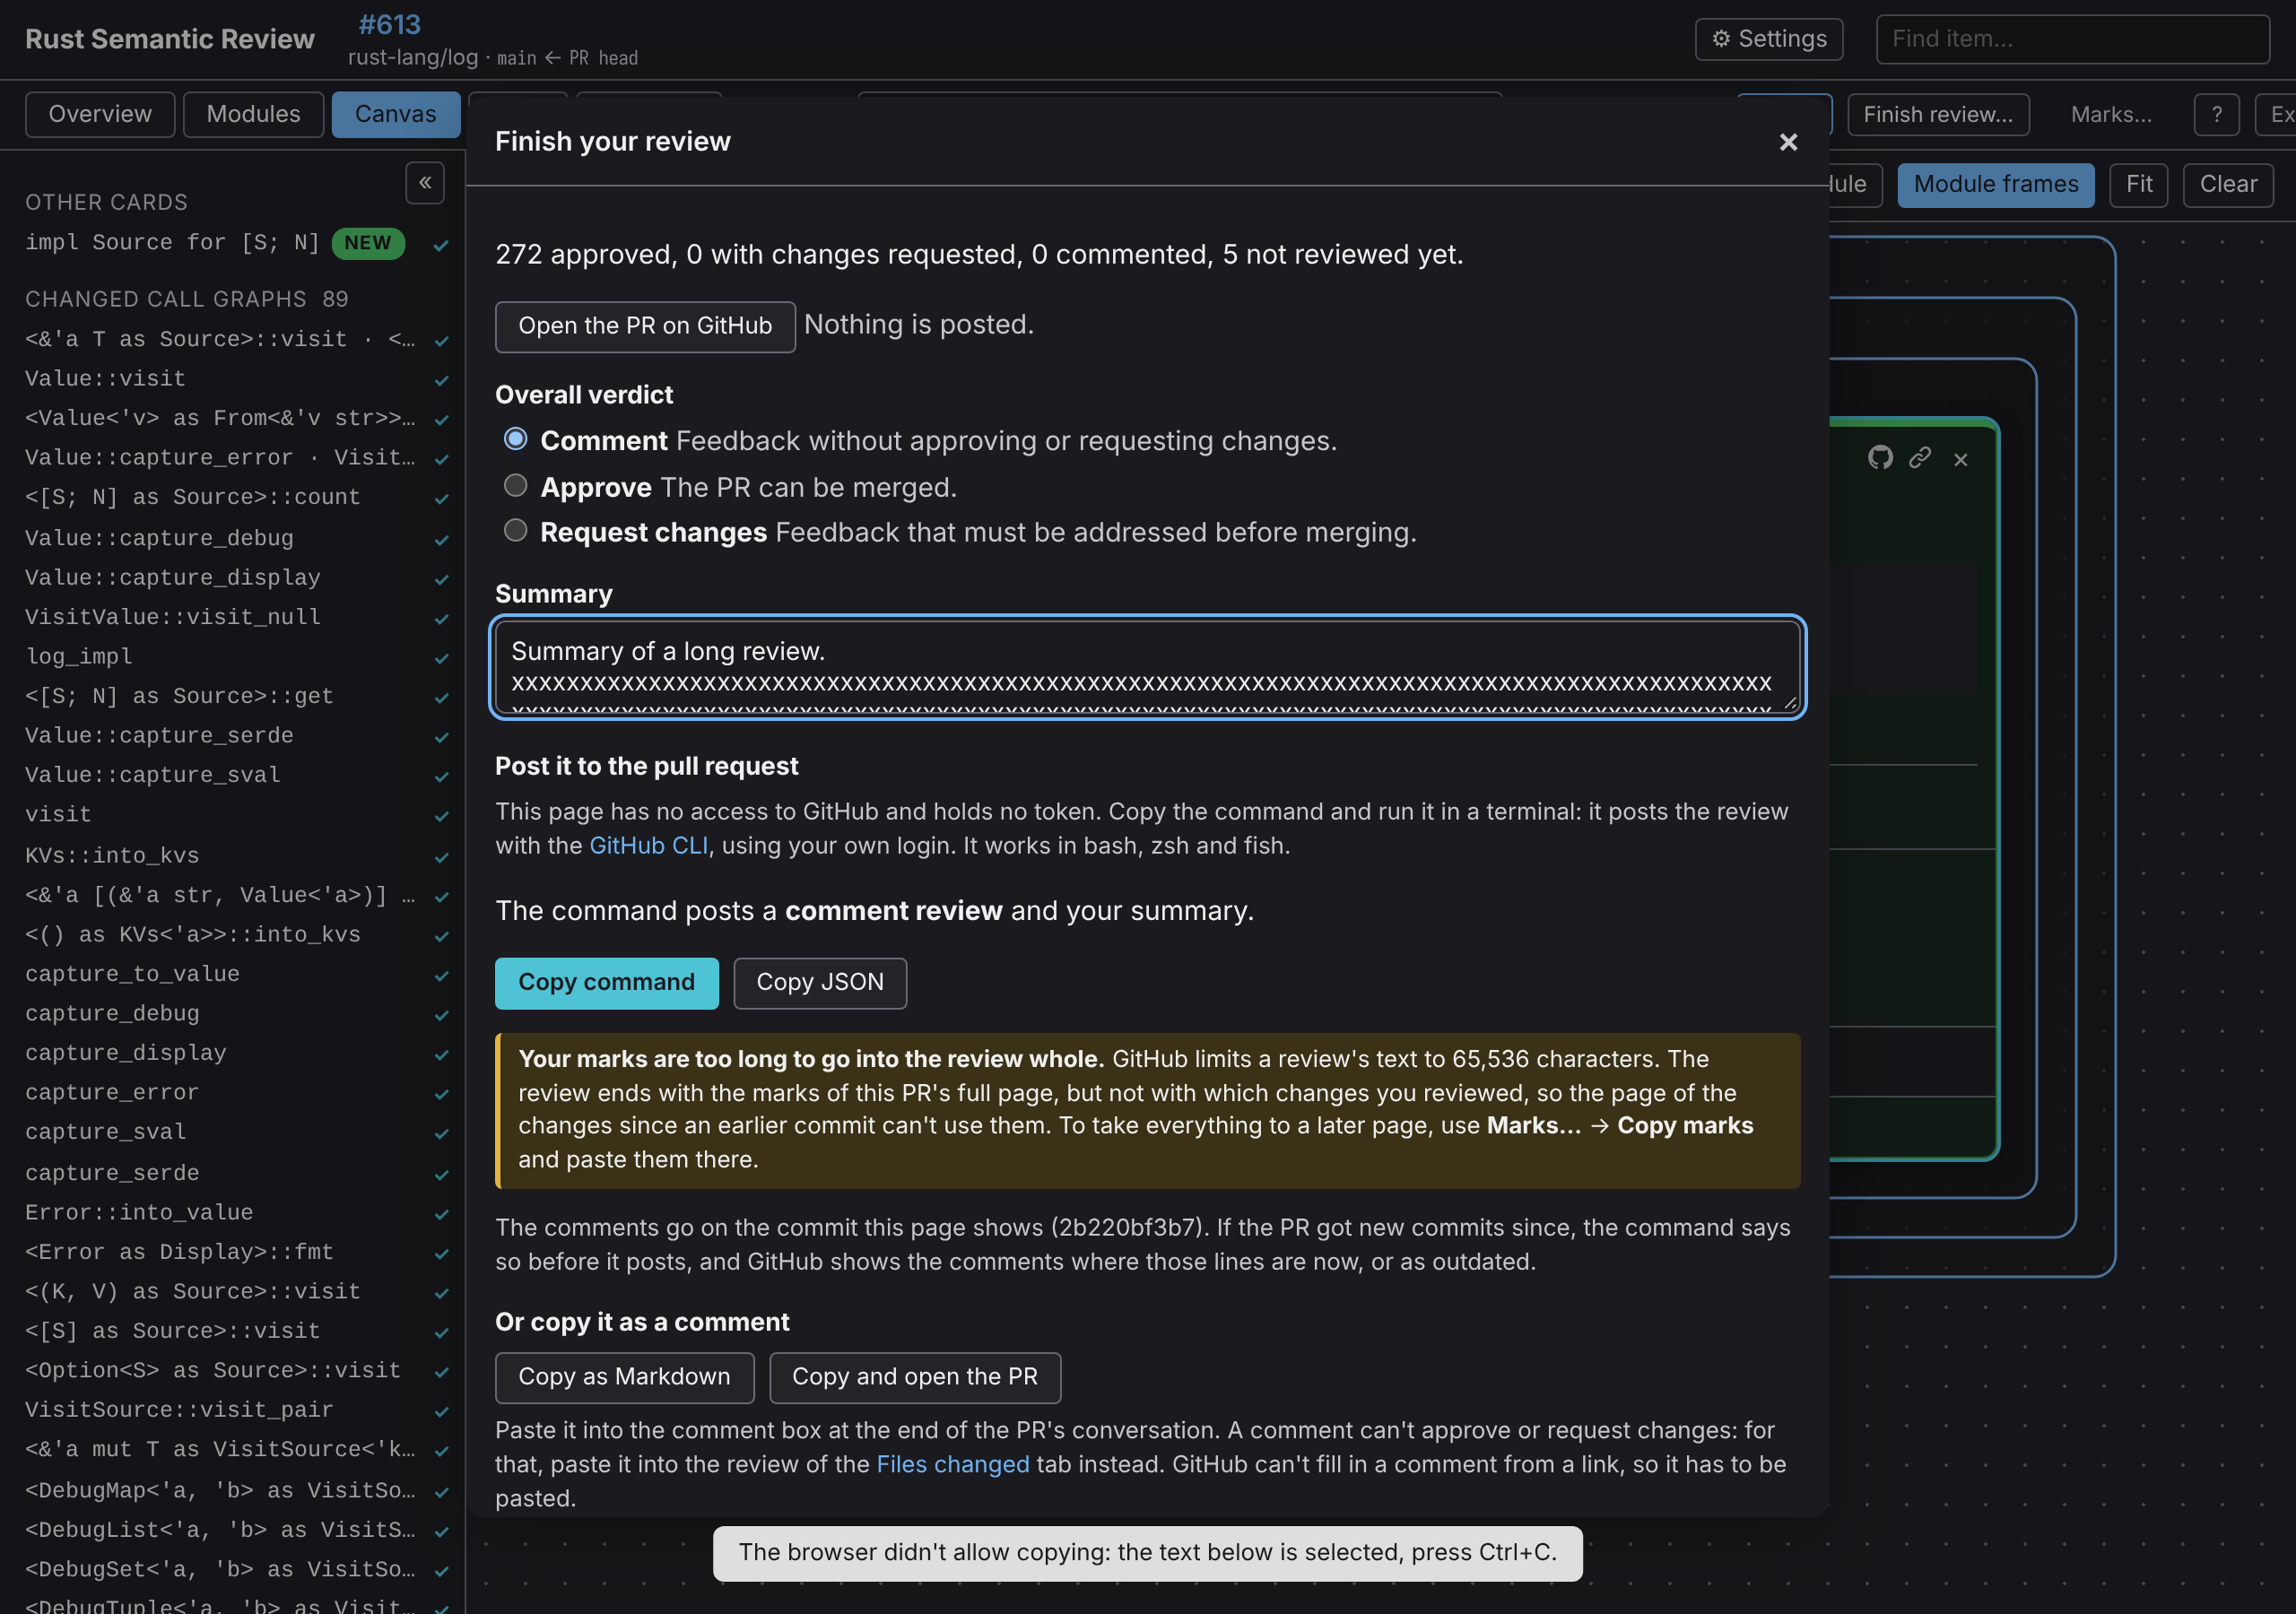 Rust Semantic Review
#613
rust-lang/log · main ← PR head
⚙ Settings
Find item...
Overview
Modules
Canvas
Finish review...
Marks...
?
Module frames
Fit
Clear
«
OTHER CARDS
impl Source for [S; N] NEW ✓
CHANGED CALL GRAPHS 89
<&'a T as Source>::visit · <… ✓
Value::visit ✓
<Value<'v> as From<&'v str>>… ✓
Value::capture_error · Visit… ✓
<[S; N] as Source>::count ✓
Value::capture_debug ✓
Value::capture_display ✓
VisitValue::visit_null ✓
log_impl ✓
<[S; N] as Source>::get ✓
Value::capture_serde ✓
Value::capture_sval ✓
visit ✓
KVs::into_kvs ✓
<&'a [(&'a str, Value<'a>)] … ✓
<() as KVs<'a>>::into_kvs ✓
capture_to_value ✓
capture_debug ✓
capture_display ✓
capture_error ✓
capture_sval ✓
capture_serde ✓
Error::into_value ✓
<Error as Display>::fmt ✓
<(K, V) as Source>::visit ✓
<[S] as Source>::visit ✓
<Option<S> as Source>::visit ✓
VisitSource::visit_pair ✓
<&'a mut T as VisitSource<'k… ✓
<DebugMap<'a, 'b> as VisitSo… ✓
<DebugList<'a, 'b> as VisitS… ✓
<DebugSet<'a, 'b> as VisitSo… ✓
<DebugTuple<'a, 'b> as Visit… ✓
Finish your review
×
272 approved, 0 with changes requested, 0 commented, 5 not reviewed yet.
Open the PR on GitHub Nothing is posted.
Overall verdict
Comment Feedback without approving or requesting changes.
Approve The PR can be merged.
Request changes Feedback that must be addressed before merging.
Summary
Summary of a long review.
Post it to the pull request
This page has no access to GitHub and holds no token. Copy the command and run it in a terminal: it posts the review
with the GitHub CLI, using your own login. It works in bash, zsh and fish.
The command posts a comment review and your summary.
Copy command
Copy JSON
Your marks are too long to go into the review whole. GitHub limits a review's text to 65,536 characters. The
review ends with the marks of this PR's full page, but not with which changes you reviewed, so the page of the
changes since an earlier commit can't use them. To take everything to a later page, use Marks... → Copy marks
and paste them there.
The comments go on the commit this page shows (2b220bf3b7). If the PR got new commits since, the command says
so before it posts, and GitHub shows the comments where those lines are now, or as outdated.
Or copy it as a comment
Copy as Markdown
Copy and open the PR
Paste it into the comment box at the end of the PR's conversation. A comment can't approve or request changes: for
that, paste it into the review of the Files changed tab instead. GitHub can't fill in a comment from a link, so it has to be
pasted.
The browser didn't allow copying: the text below is selected, press Ctrl+C.